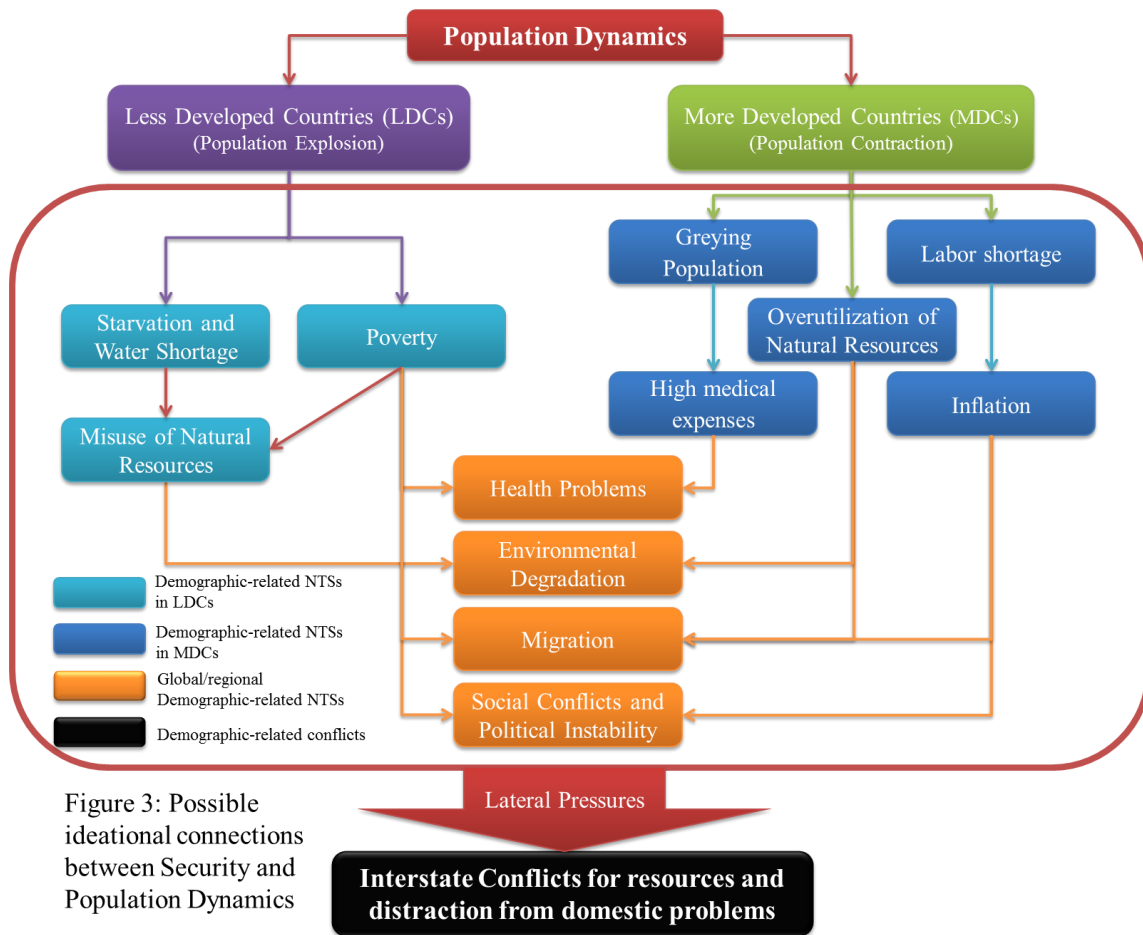 Population Dynamics
Less Developed Countries (LDCs)
(Population Explosion)
More Developed Countries (MDCs)
(Population Contraction)
Greying
Population
Labor shortage
Starvation and
Water Shortage
Poverty
Overutilization of
Natural Resources
High medical
expenses
Inflation
Misuse of Natural
Resources
Health Problems
Environmental
Degradation
Migration
Social Conflicts and
Political Instability
Demographic-related NTSs
in LDCs
Demographic-related NTSs
in MDCs
Global/regional
Demographic-related NTSs
Demographic-related conflicts
Lateral Pressures
Figure 3: Possible
ideational connections
between Security and
Population Dynamics
Interstate Conflicts for resources and
distraction from domestic problems